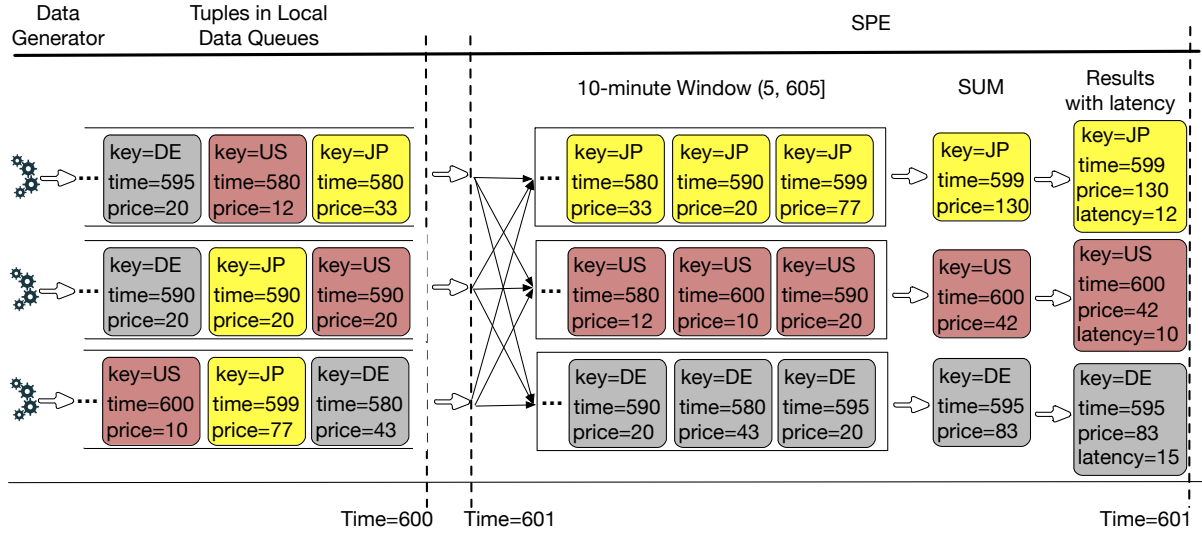 Data
Generator
Tuples in Local
Data Queues
SPE
10-minute Window (5, 605]
SUM
Results
with latency
...
key=DE
time=595
price=20
key=US
time=580
price=12
key=JP
time=580
price=33
...
key=JP
time=580
price=33
key=JP
time=590
price=20
key=JP
time=599
price=77
key=JP
time=599
price=130
key=JP
time=599
price=130
latency=12
...
key=DE
time=590
price=20
key=JP
time=590
price=20
key=US
time=590
price=20
...
key=US
time=580
price=12
key=US
time=600
price=10
key=US
time=590
price=20
key=US
time=600
price=42
key=US
time=600
price=42
latency=10
...
key=US
time=600
price=10
key=JP
time=599
price=77
key=DE
time=580
price=43
...
key=DE
time=590
price=20
key=DE
time=580
price=43
key=DE
time=595
price=20
key=DE
time=595
price=83
key=DE
time=595
price=83
latency=15
Time=600
Time=601
Time=601